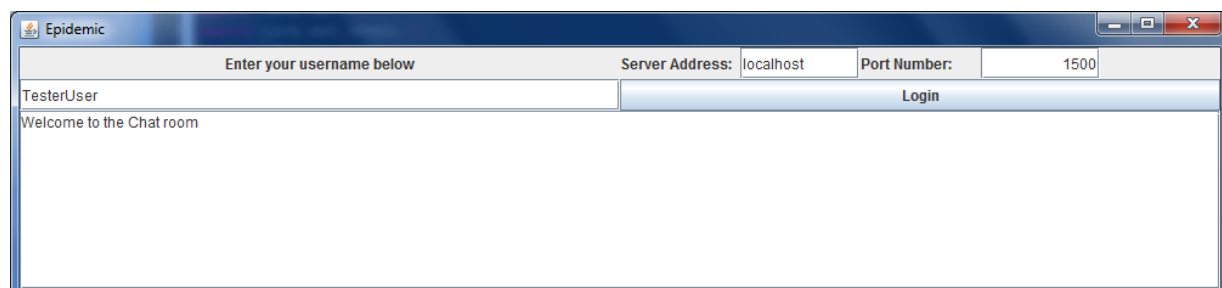 Epidemic
Enter your username below Server Address: localhost Port Number: 1500
TesterUser Login
Welcome to the Chat room